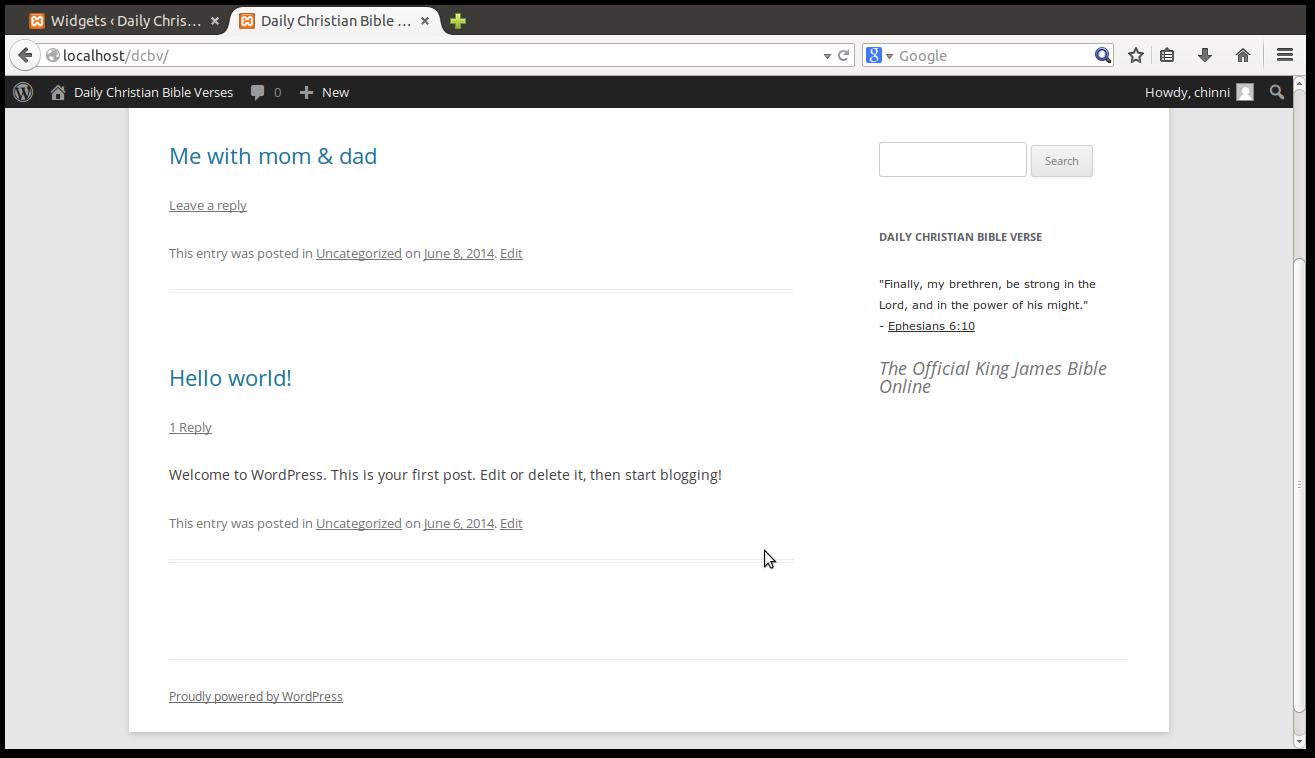 Widgets ‹ Daily Chris...
Daily Christian Bible ...
localhost/dcbv/
Google
Daily Christian Bible Verses
0
New
Howdy, chinni
Me with mom & dad
Leave a reply
This entry was posted in Uncategorized on June 8, 2014. Edit
Hello world!
1 Reply
Welcome to WordPress. This is your first post. Edit or delete it, then start blogging!
This entry was posted in Uncategorized on June 6, 2014. Edit
Search
DAILY CHRISTIAN BIBLE VERSE
"Finally, my brethren, be strong in the
Lord, and in the power of his might."
- Ephesians 6:10
The Official King James Bible
Online
Proudly powered by WordPress